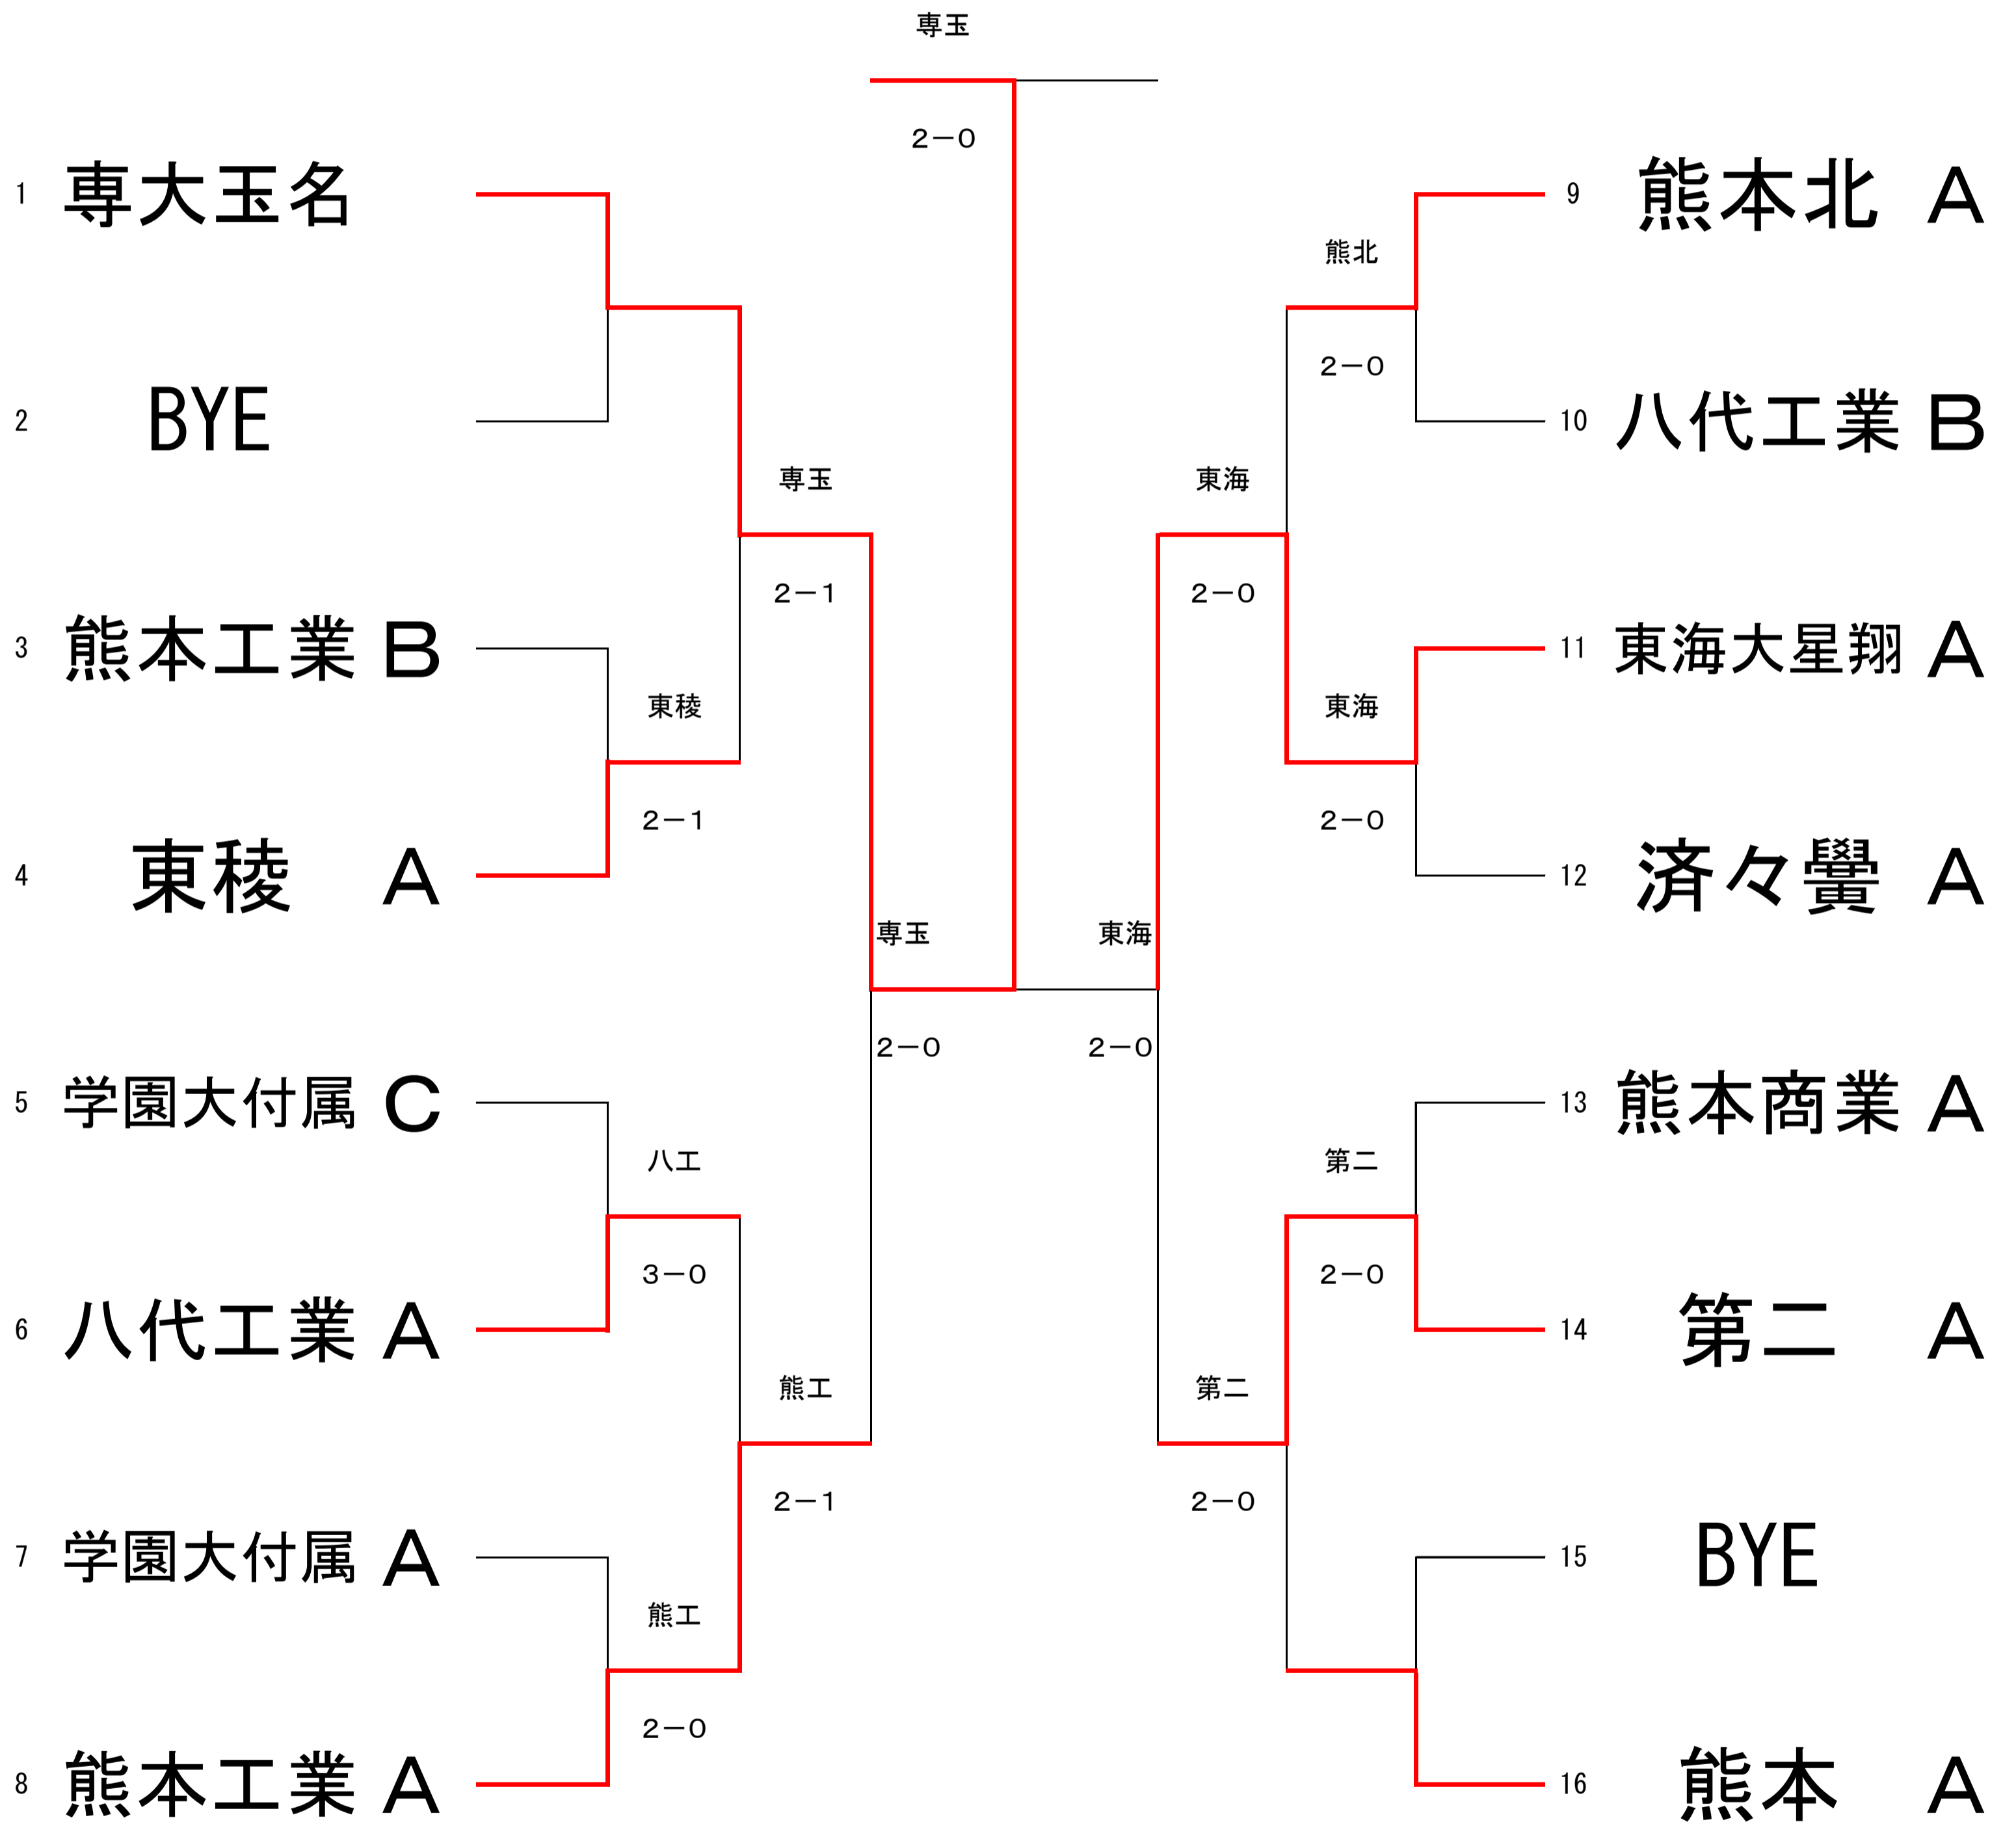 専玉
2－0
1 専大玉名
9 熊本北 A
熊北
2－0
2 BYE
10 八代工業 B
専玉
東海
2－1
2－0
3 熊本工業 B
11 東海大星翔 A
東稜
東海
2－1
2－0
4 東稜 A
12 済々黌 A
専玉
東海
2－0
2－0
5 学園大付属 C
13 熊本商業 A
八工
第二
3－0
2－0
6 八代工業 A
14 第二 A
熊工
第二
2－1
2－0
7 学園大付属 A
15 BYE
熊工
2－0
8 熊本工業 A
16 熊本 A